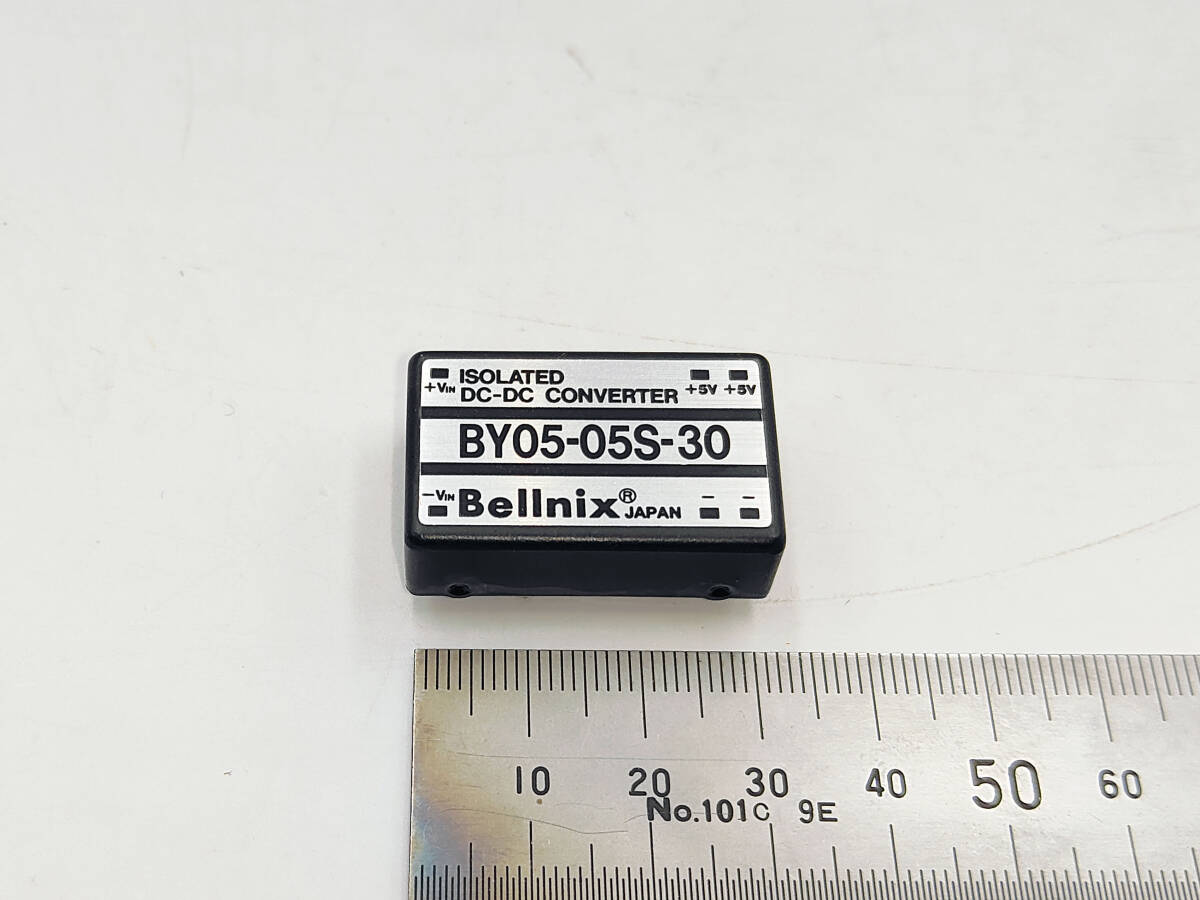 ISOLATED
+VIN DC-DC CONVERTER +5V +5V
BY05-05S-30
−VIN Bellnix® JAPAN − −
10 20 30 40 50 60
No.101C 9E